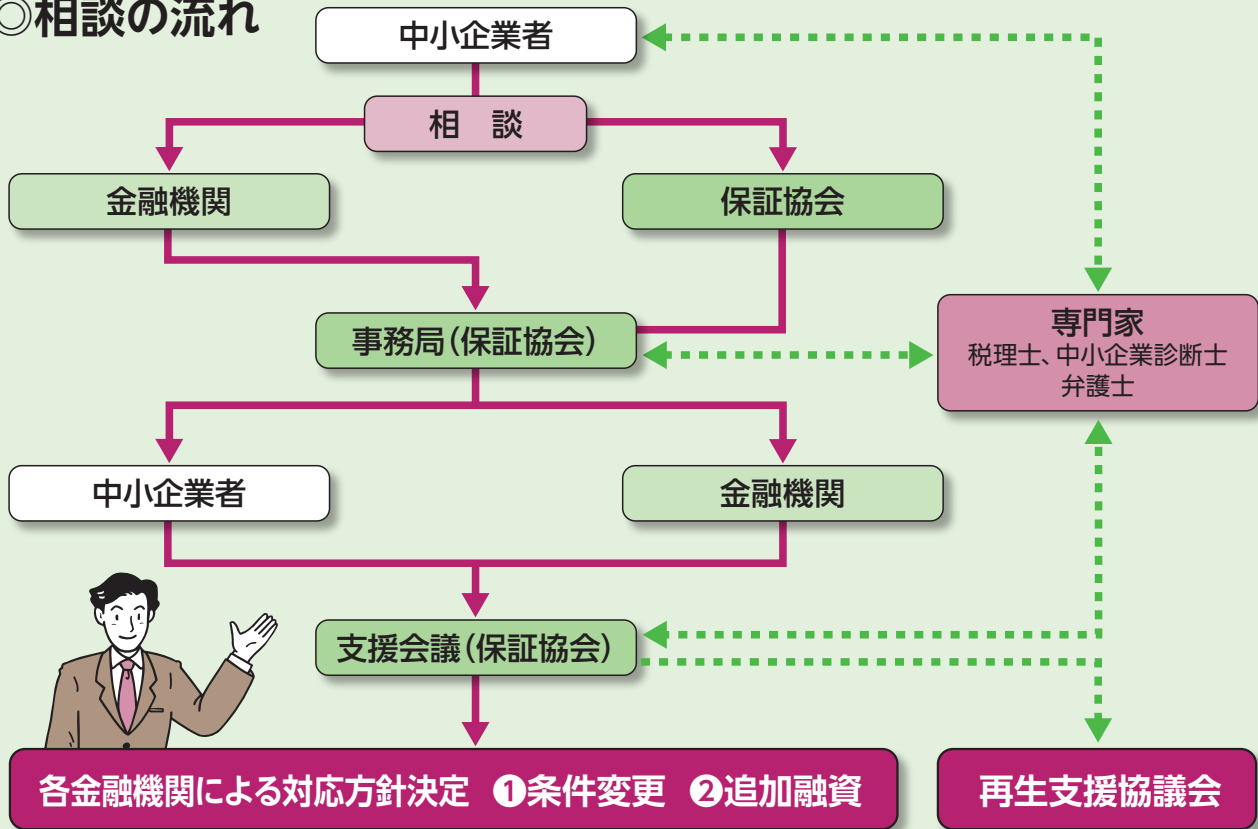 ◎相談の流れ
中小企業者
相　談
金融機関
保証協会
事務局（保証協会）
専門家
税理士、中小企業診断士
弁護士
中小企業者
金融機関
支援会議（保証協会）
各金融機関による対応方針決定　❶条件変更　❷追加融資
再生支援協議会